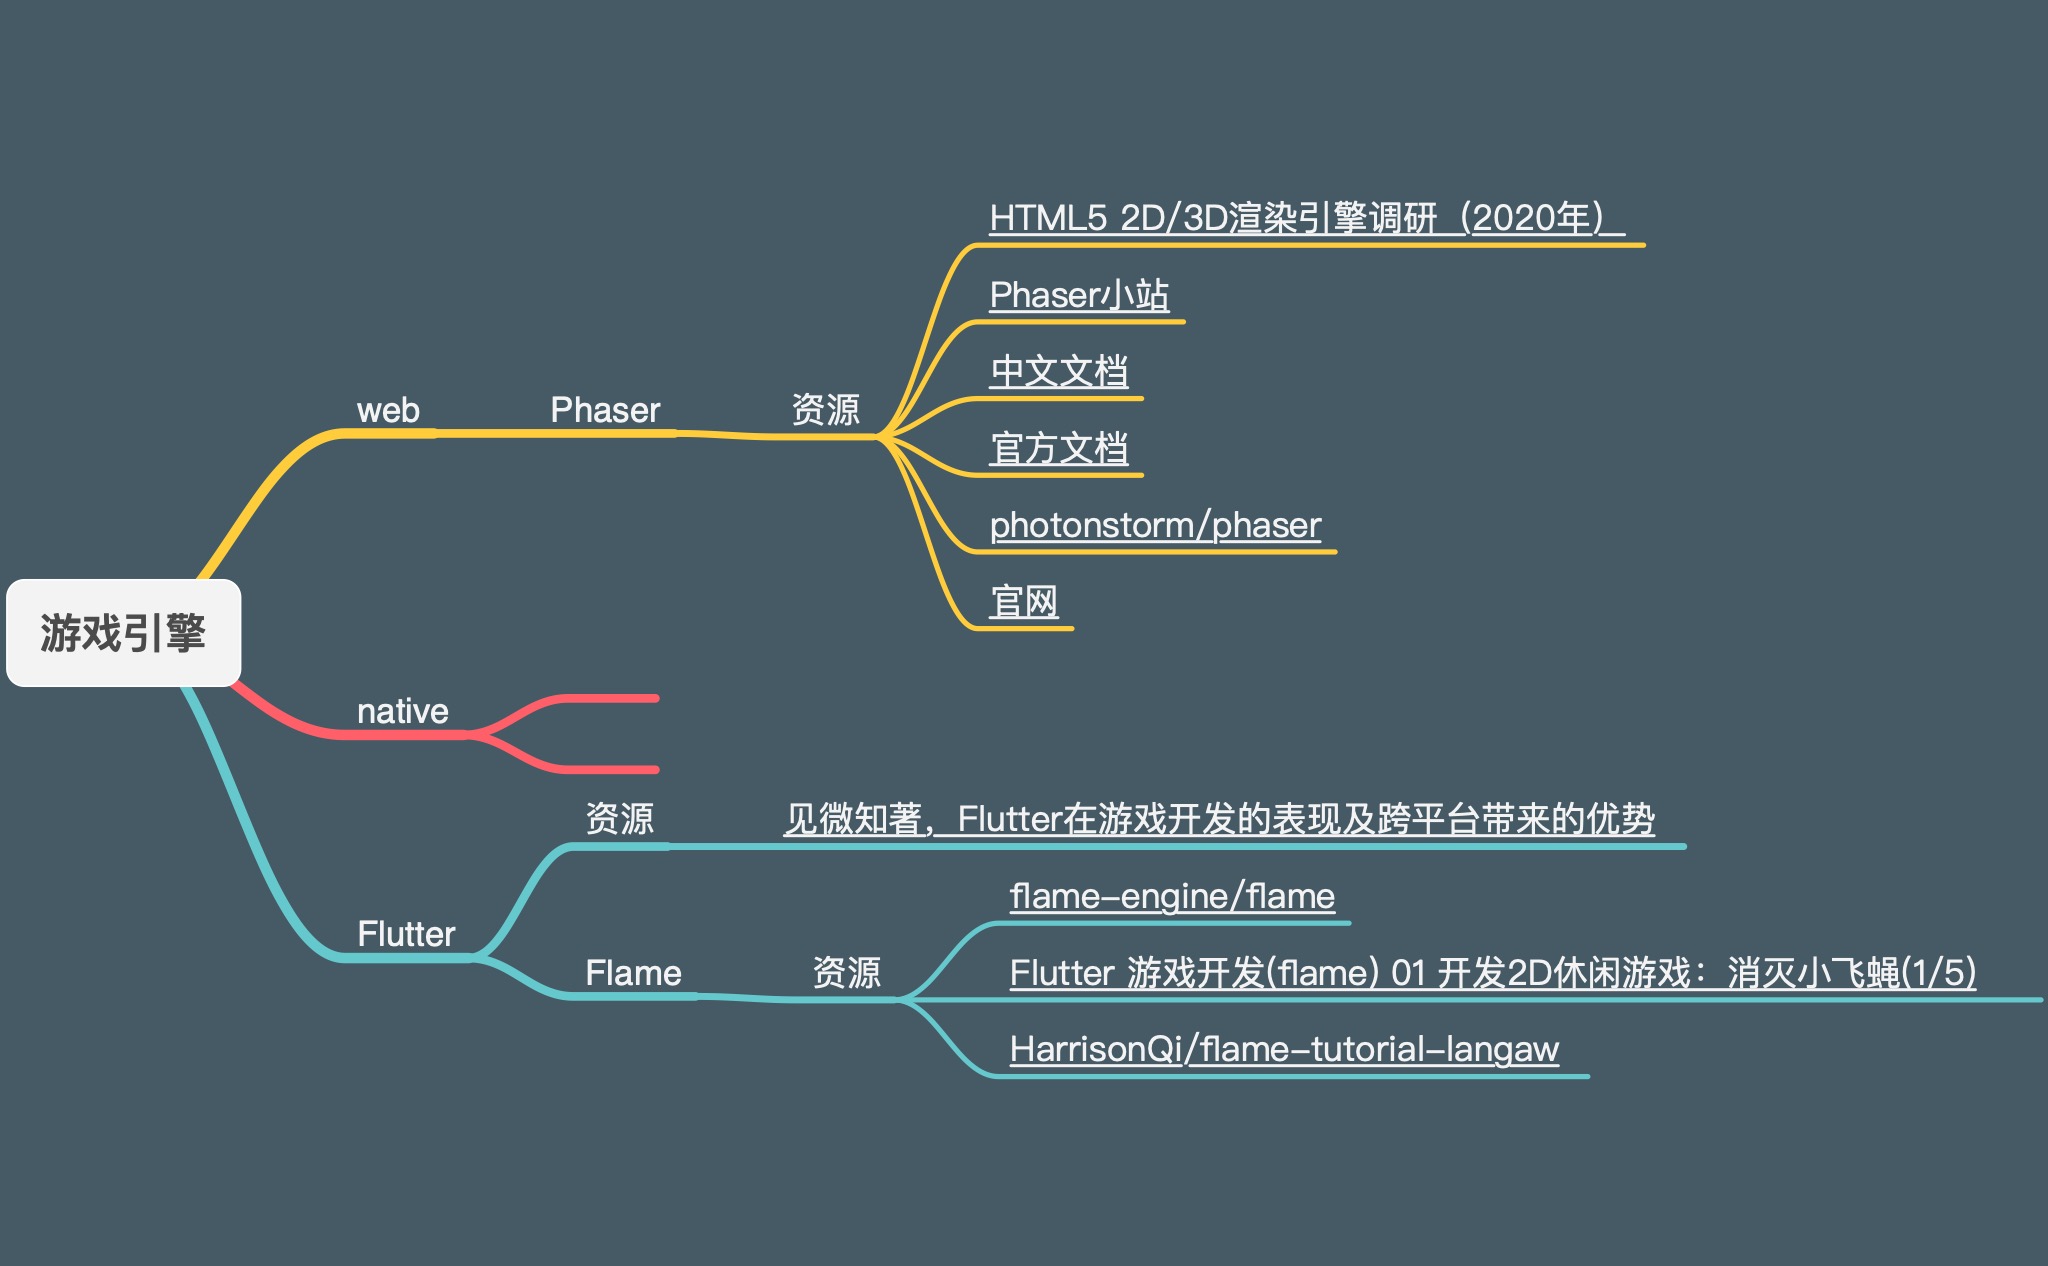 游戏引擎
web
Phaser
资源
HTML5 2D/3D渲染引擎调研（2020年）
Phaser小站
中文文档
官方文档
photonstorm/phaser
官网
native
Flutter
资源
见微知著，Flutter在游戏开发的表现及跨平台带来的优势
Flame
资源
flame-engine/flame
Flutter 游戏开发(flame) 01 开发2D休闲游戏：消灭小飞蝇(1/5)
HarrisonQi/flame-tutorial-langaw